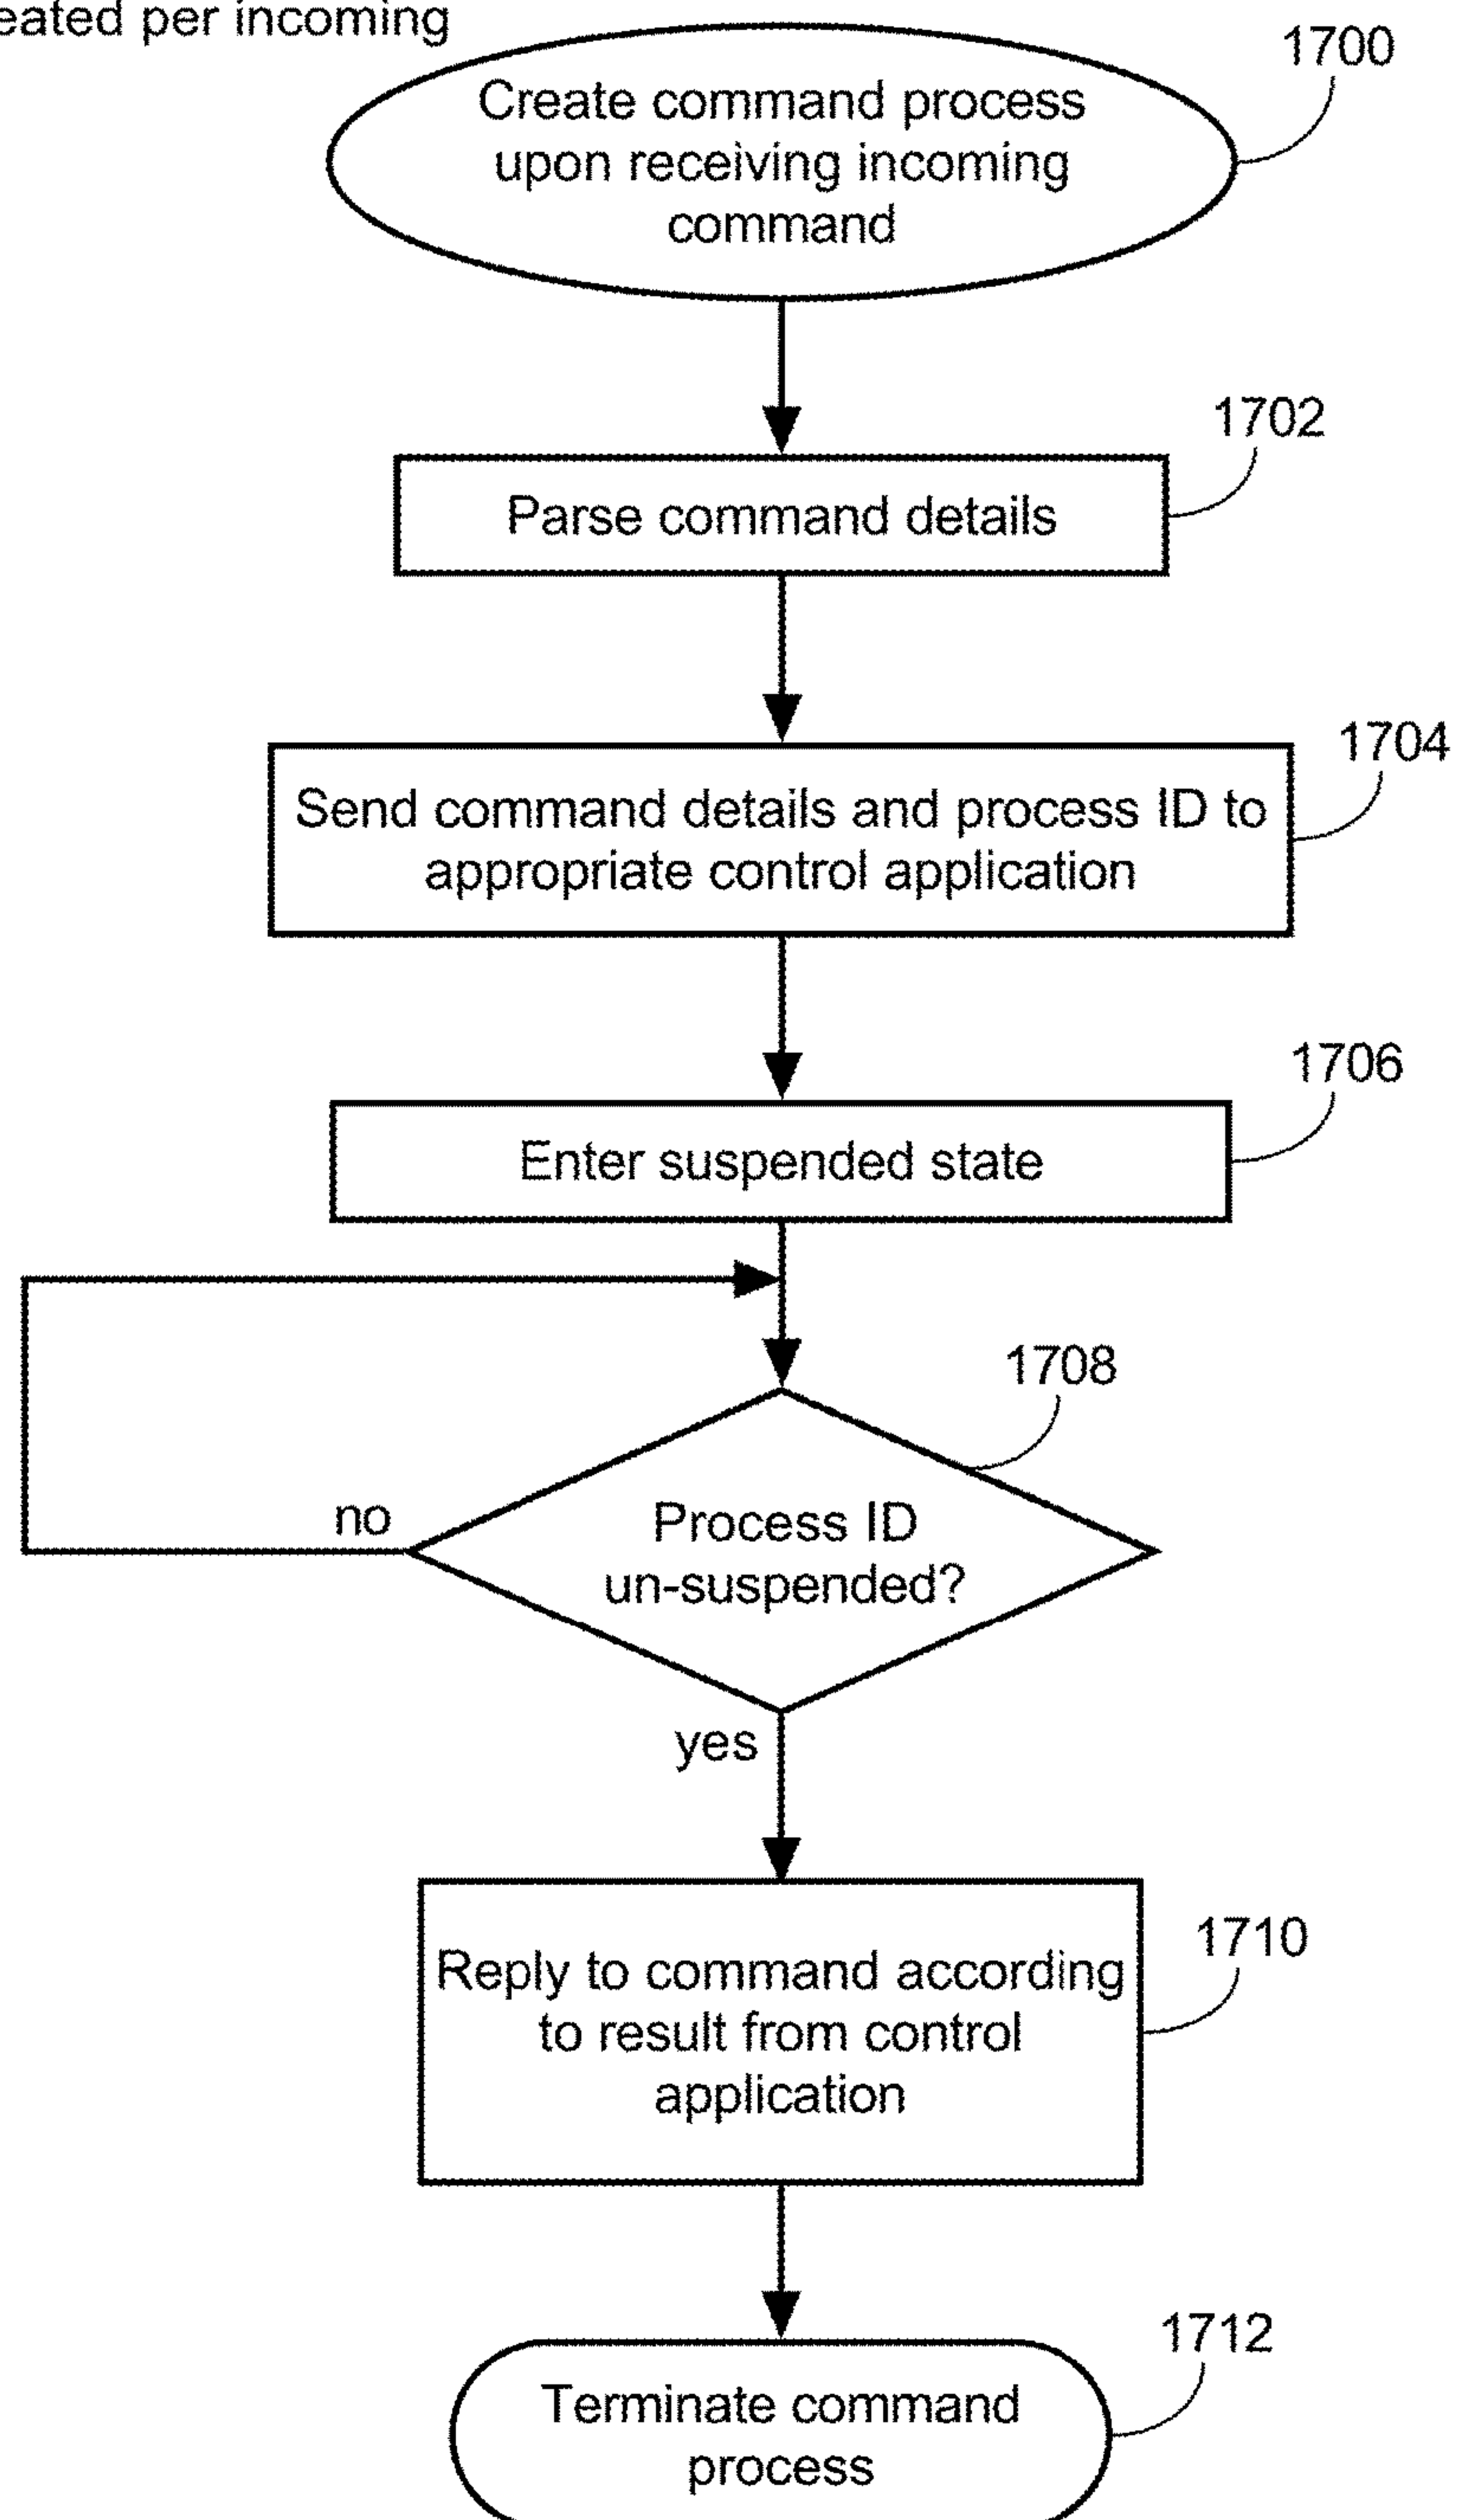 per incoming
1700
Create command process
upon receiving incoming
command
1702
Parse command details
1704
Send command details and process ID to
appropriate control application
1706
Enter suspended state
1708
no
Process ID
un-suspended?
yes
1710
Reply to command according
to result from control
application
1712
Terminate command
process